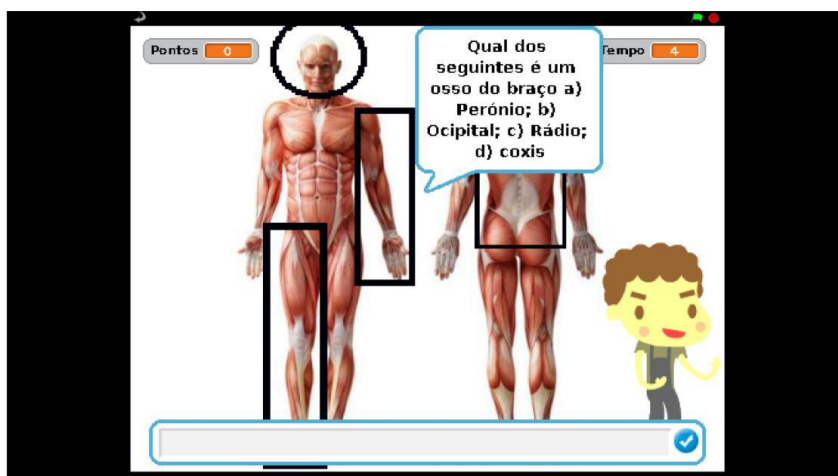 Pontos 0
Qual dos
seguintes é um
osso do braço a)
Perónio; b)
Ocipital; c) Rádio;
d) coxis
Tempo 4